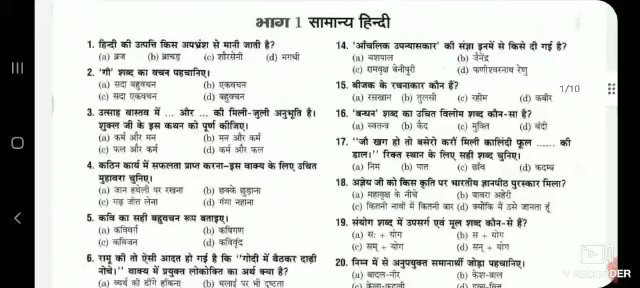 भाग 1 सामान्य हिन्दी
1. हिन्दी की उत्पत्ति किस अपभ्रंश से मानी जाती है?
(a) ब्रज (b) ब्राचड़ (c) शौरसेनी (d) मगधी
2. 'गौ' शब्द का वचन पहचानिए।
(a) सदा बहुवचन (b) एकवचन
(c) सदा एकवचन (d) बहुवचन
3. उत्साह वास्तव में ... और ... की मिली-जुली अनुभूति है।
शुक्ल जी के इस कथन को पूर्ण कीजिए।
(a) कर्म और मन (b) मन और कर्म
(c) फल और कर्म (d) कर्म और फल
4. कठिन कार्य में सफलता प्राप्त करना-इस वाक्य के लिए उचित
मुहावरा चुनिए।
(a) जान हथेली पर रखना (b) छक्के छुड़ाना
(c) गढ़ जीत लेना (d) गंगा नहाना
5. कवि का सही बहुवचन रूप बताइए।
(a) कविवर्ग (b) कविगण
(c) कविजन (d) कविवृंद
6. रामू की तो ऐसी आदत हो गई है कि "गोदी में बैठकर दाढ़ी
नोचे।" वाक्य में प्रयुक्त लोकोक्ति का अर्थ क्या है?
(a) व्यर्थ की डींगें हाँकना (b) भलाई पर भी दुष्टता
14. 'आँचलिक उपन्यासकार' की संज्ञा इनमें से किसे दी गई है?
(a) यशपाल (b) जैनेंद्र
(c) रामवृक्ष बेनीपुरी (d) फणीश्वरनाथ रेणु
15. बीजक के रचनाकार कौन हैं?
(a) रसखान (b) तुलसी (c) रहीम (d) कबीर
16. 'बन्धन' शब्द का उचित विलोम शब्द कौन-सा है?
(a) स्वतन्त्र (b) कैद (c) मुक्ति (d) बंदी
17. "जौ खग हो तो बसेरो करौं मिली कालिंदी फूल ...... की
डाल।" रिक्त स्थान के लिए सही शब्द चुनिए।
(a) निम (b) पात (c) छाँव (d) कदम्ब
18. अज्ञेय जी को किस कृति पर भारतीय ज्ञानपीठ पुरस्कार मिला?
(a) महावृक्ष के नीचे (b) बावरा अहेरी
(c) कितनी नावों में कितनी बार (d) क्योंकि मैं उसे जानता हूँ
19. संयोग शब्द में उपसर्ग एवं मूल शब्द कौन-से हैं?
(a) सः + योग (b) स + योग
(c) सम् + योग (d) सन् + योग
20. निम्न में से अनुपयुक्त समानार्थी जोड़ा पहचानिए।
(a) बादल-नीर (b) केश-बाल
1/10
V RECORDER